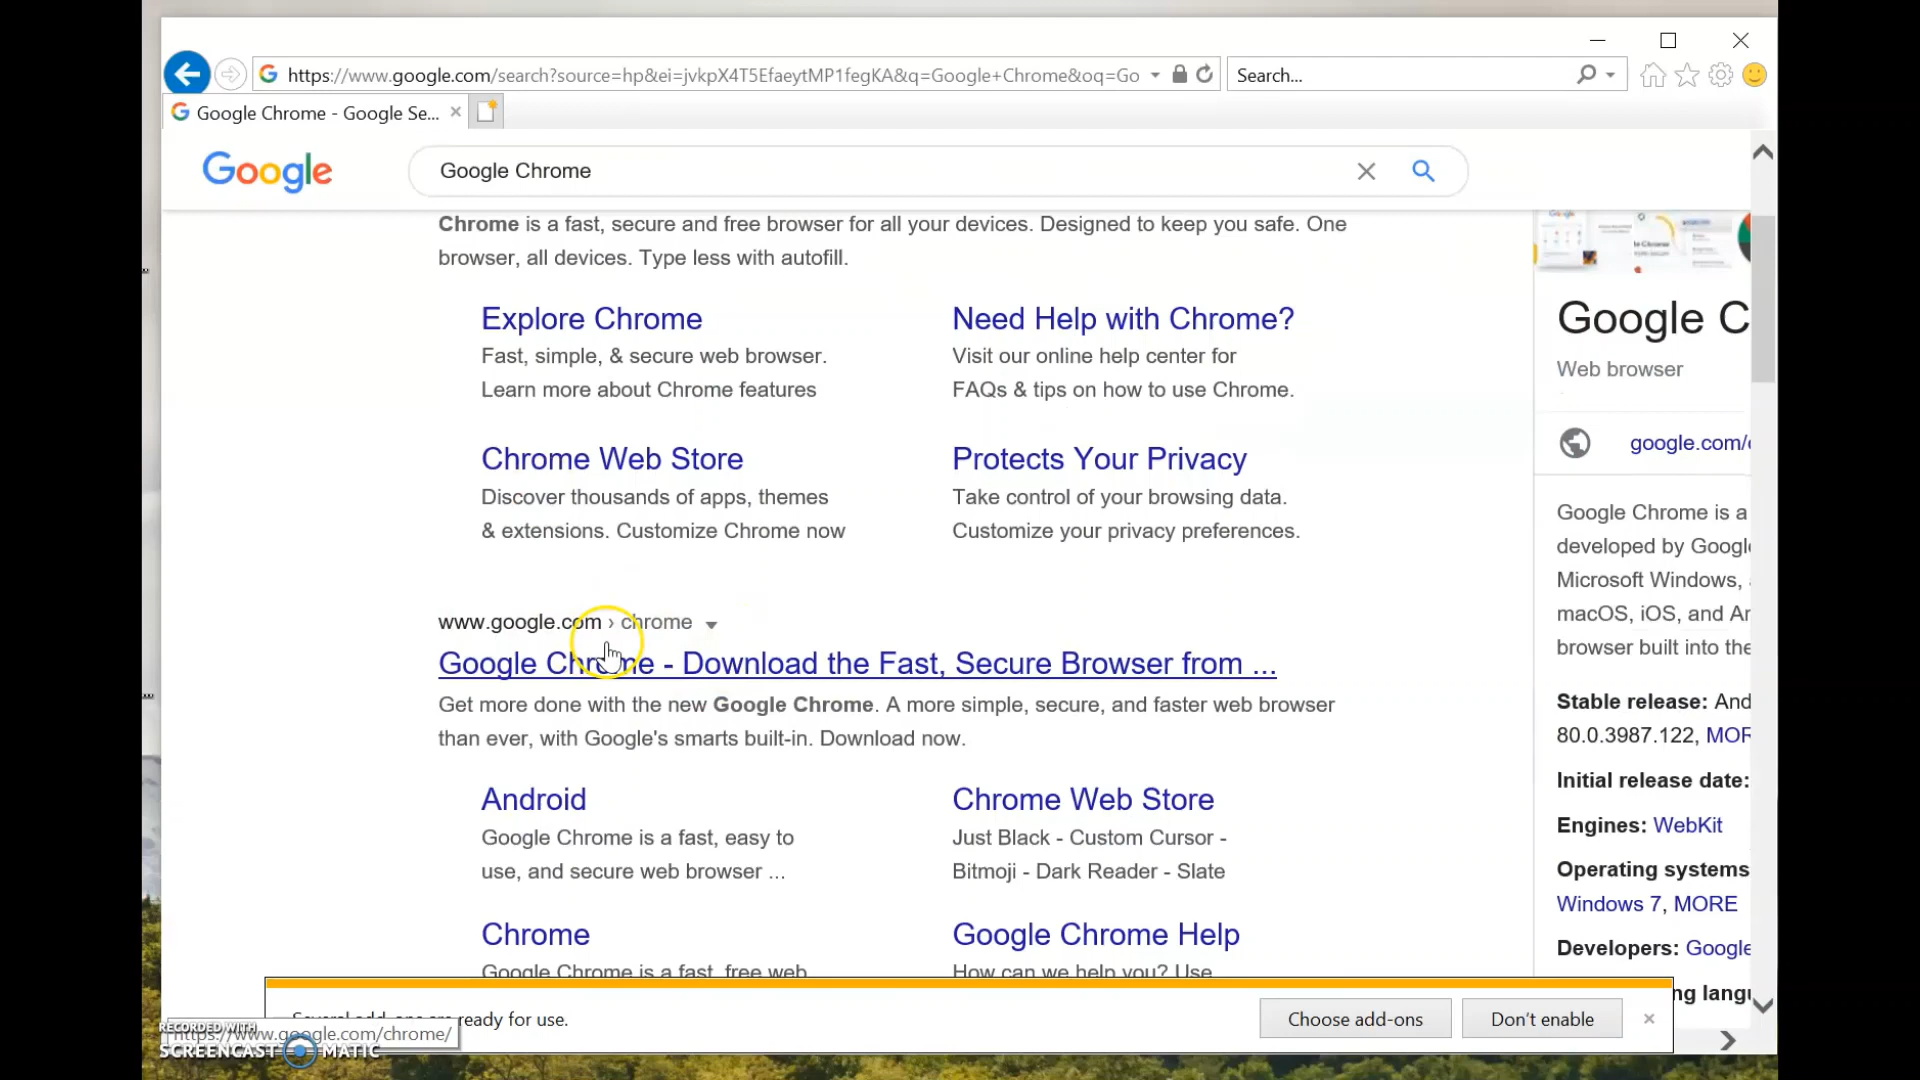 https://www.google.com/search?source=hp&ei=jvkpX4T5EfaeytMP1fegKA&q=Google+Chrome&oq=Go
Search...
Google Chrome - Google Se...
Google
Google Chrome
Chrome is a fast, secure and free browser for all your devices. Designed to keep you safe. One
browser, all devices. Type less with autofill.
Explore Chrome
Fast, simple, & secure web browser.
Learn more about Chrome features
Need Help with Chrome?
Visit our online help center for
FAQs & tips on how to use Chrome.
Chrome Web Store
Discover thousands of apps, themes
& extensions. Customize Chrome now
Protects Your Privacy
Take control of your browsing data.
Customize your privacy preferences.
www.google.com › chrome
Google Chrome - Download the Fast, Secure Browser from ...
Get more done with the new Google Chrome. A more simple, secure, and faster web browser
than ever, with Google's smarts built-in. Download now.
Android
Google Chrome is a fast, easy to
use, and secure web browser ...
Chrome Web Store
Just Black - Custom Cursor -
Bitmoji - Dark Reader - Slate
Chrome
Google Chrome is a fast, free web
Google Chrome Help
How can we help you? Use
Google C
Web browser
google.com/
Google Chrome is a
developed by Google
Microsoft Windows,
macOS, iOS, and An
browser built into the
Stable release: And
80.0.3987.122, MOR
Initial release date:
Engines: WebKit
Operating systems
Windows 7, MORE
Developers: Google
ng langu
ready for use.
Choose add-ons
Don't enable
https://www.google.com/chrome/
RECORDED WITH
SCREENCAST MATIC